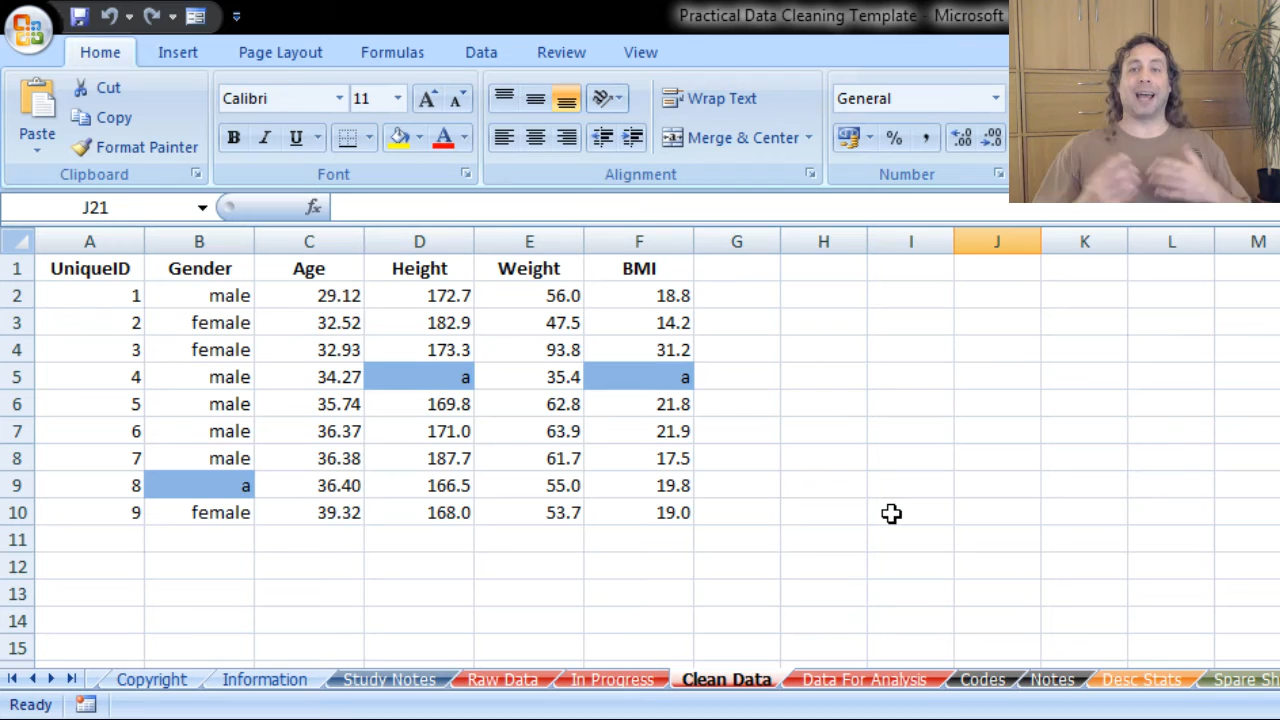 Practical Data Cleaning Template - Microsoft
Home Insert Page Layout Formulas Data Review View
Paste
Cut
Copy
Format Painter
Calibri 11
A A
B I U A
Wrap Text
Merge & Center
General
% , .0 .00 .00 .0
Clipboard Font Alignment Number
J21 fx
A B C D E F G H I J K L M
1 UniqueID Gender Age Height Weight BMI
2 1 male 29.12 172.7 56.0 18.8
3 2 female 32.52 182.9 47.5 14.2
4 3 female 32.93 173.3 93.8 31.2
5 4 male 34.27 a 35.4 a
6 5 male 35.74 169.8 62.8 21.8
7 6 male 36.37 171.0 63.9 21.9
8 7 male 36.38 187.7 61.7 17.5
9 8 a 36.40 166.5 55.0 19.8
10 9 female 39.32 168.0 53.7 19.0
11
12
13
14
15
Copyright Information Study Notes Raw Data In Progress Clean Data Data For Analysis Codes Notes Desc Stats Spare Sh
Ready